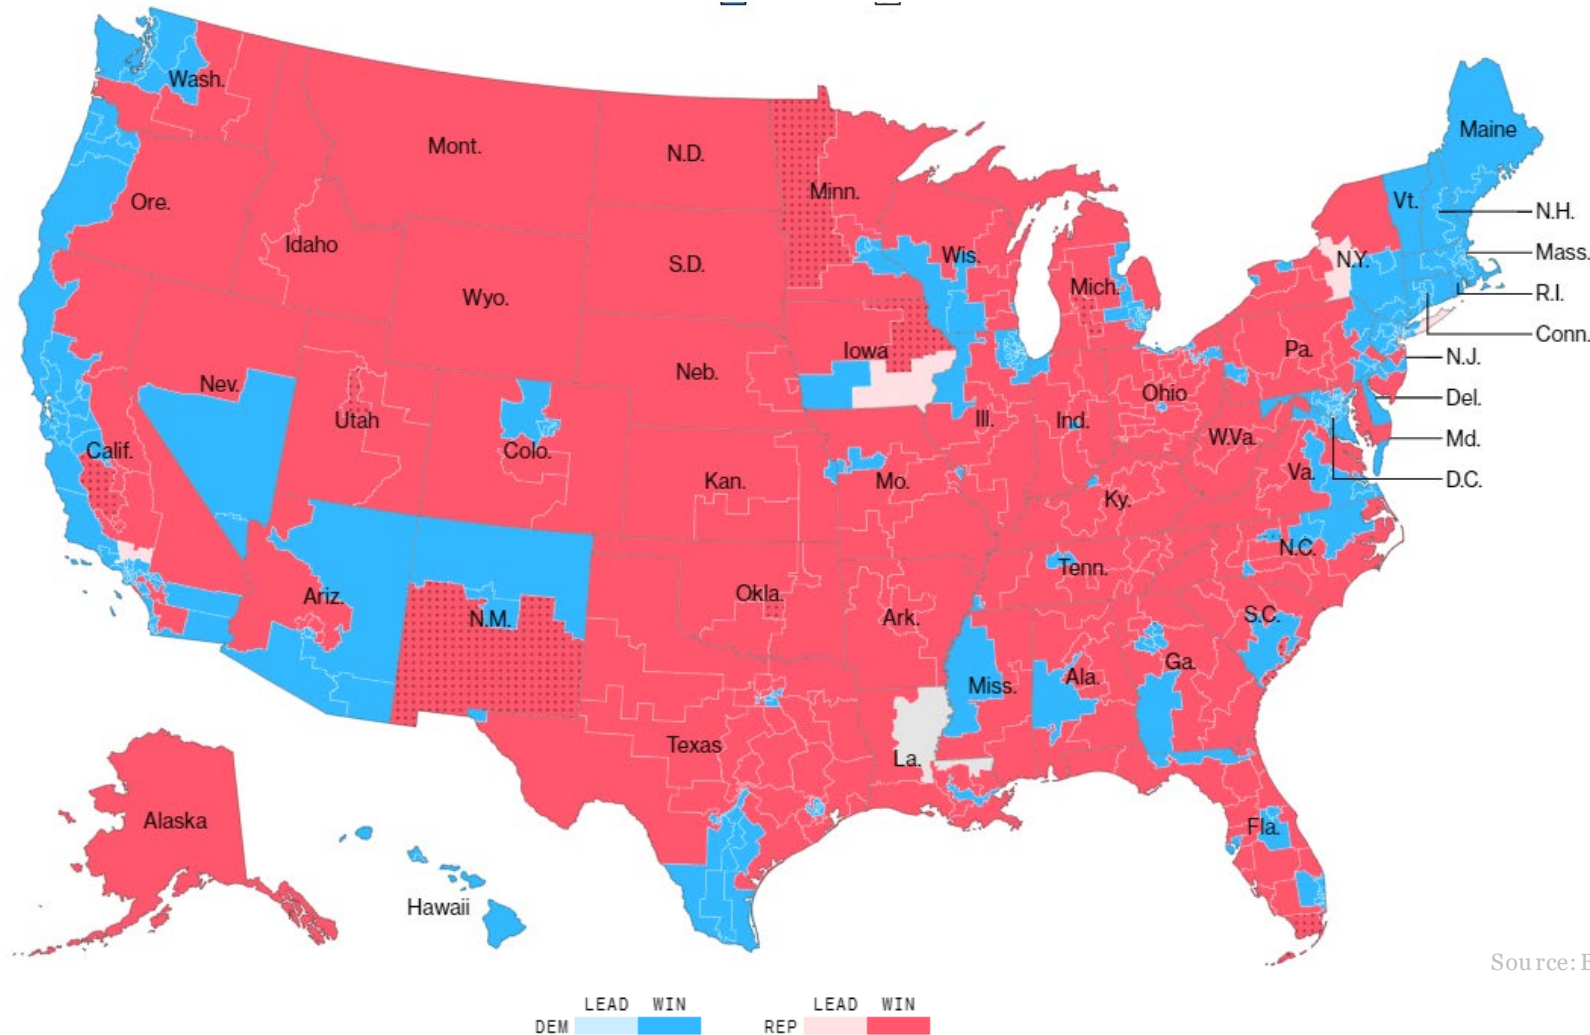 Wash.
Maine
Mont.
N.D.
Minn.
Ore.
Vt.
N.H.
Idaho
Wis.
N.Y.
Mass.
S.D.
Mich.
Wyo.
R.I.
Iowa
Pa.
Conn.
Neb.
N.J.
Nev.
Ohio
Utah
Ill.
Ind.
Del.
Calif.
Colo.
W.Va.
Md.
Kan.
Mo.
Va.
D.C.
Ky.
N.C.
Ariz.
Okla.
Tenn.
N.M.
Ark.
S.C.
Ga.
Miss.
Ala.
Texas
La.
Alaska
Fla.
Hawaii
Source:
LEAD WIN LEAD WIN
DEM REP